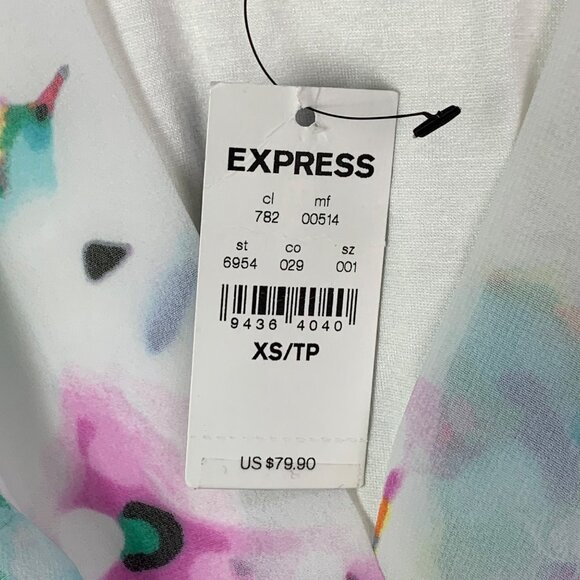 EXPRESS
cl mf
782 00514
st co sz
6954 029 001
9436 4040
XS/TP
US $79.90